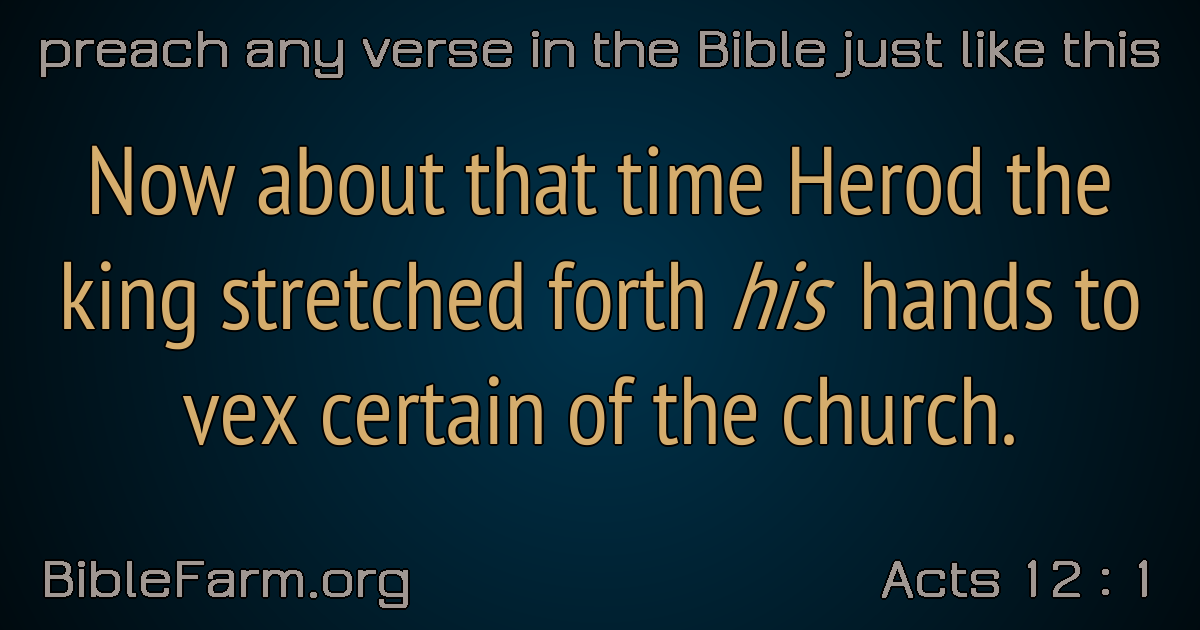 preach any verse in the Bible just like this
Now about that time Herod the
king stretched forth his hands to
vex certain of the church.
BibleFarm.org
Acts 12 : 1